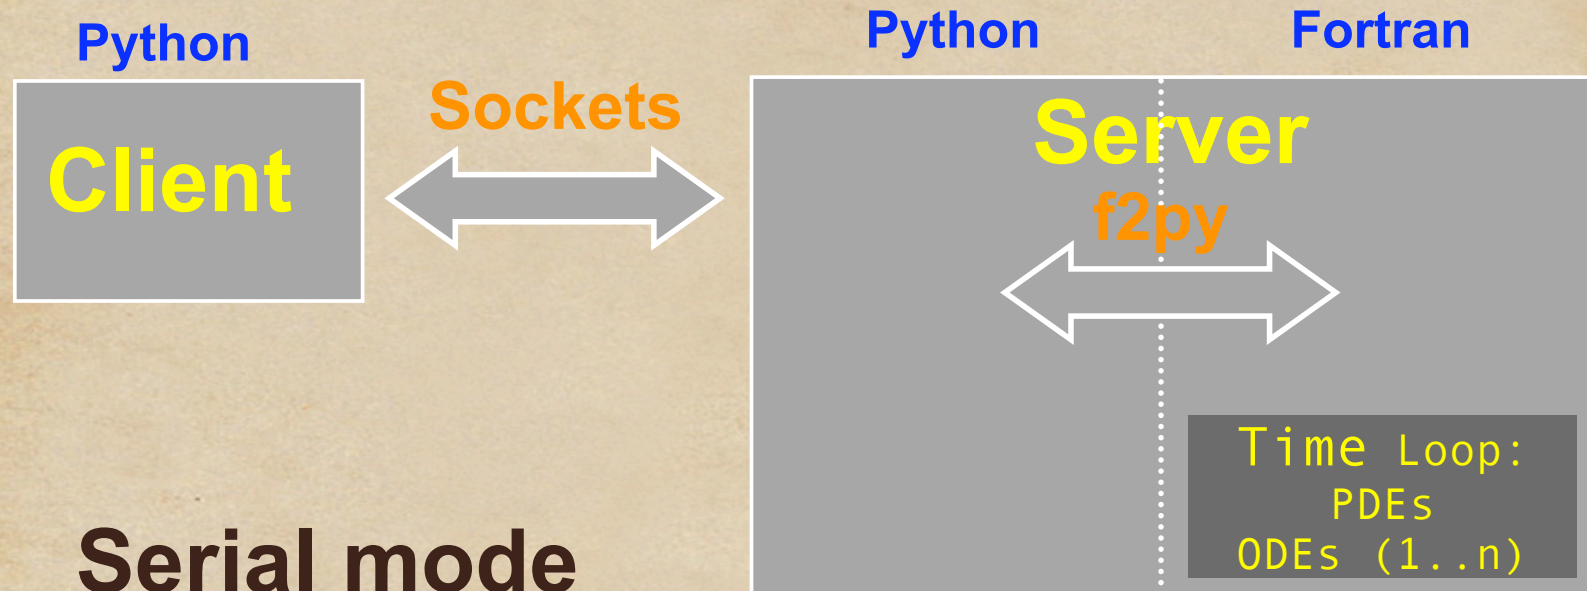 Python
Python
Fortran
Client
Sockets
Server
f2py
Time Loop:
PDEs
ODEs (1..n)
Serial mode